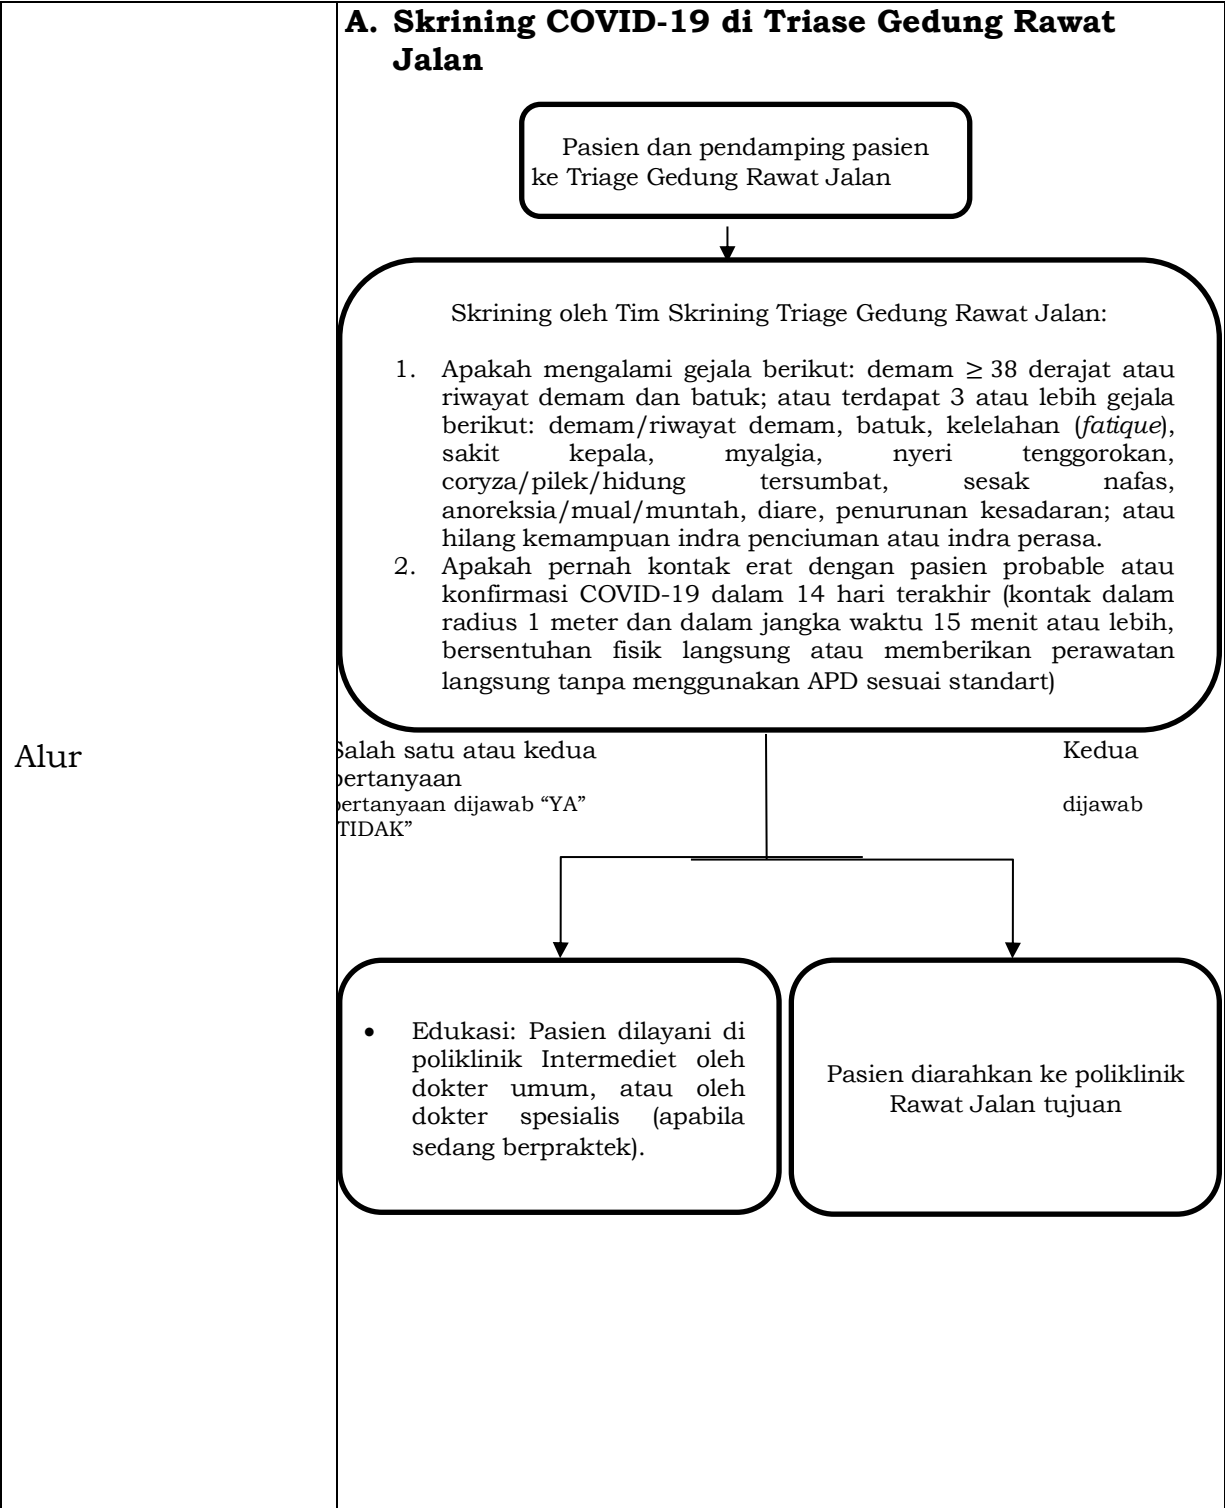 A. Skrining COVID-19 di Triase Gedung Rawat
Jalan
Pasien dan pendamping pasien
ke Triage Gedung Rawat Jalan
Skrining oleh Tim Skrining Triage Gedung Rawat Jalan:
1. Apakah mengalami gejala berikut: demam ≥ 38 derajat atau
riwayat demam dan batuk; atau terdapat 3 atau lebih gejala
berikut: demam/riwayat demam, batuk, kelelahan (fatique),
sakit kepala, myalgia, nyeri tenggorokan,
coryza/pilek/hidung tersumbat, sesak nafas,
anoreksia/mual/muntah, diare, penurunan kesadaran; atau
hilang kemampuan indra penciuman atau indra perasa.
2. Apakah pernah kontak erat dengan pasien probable atau
konfirmasi COVID-19 dalam 14 hari terakhir (kontak dalam
radius 1 meter dan dalam jangka waktu 15 menit atau lebih,
bersentuhan fisik langsung atau memberikan perawatan
langsung tanpa menggunakan APD sesuai standart)
Alur
Salah satu atau kedua Kedua
pertanyaan
pertanyaan dijawab “YA” dijawab
TIDAK”
• Edukasi: Pasien dilayani di
poliklinik Intermediet oleh
dokter umum, atau oleh
dokter spesialis (apabila
sedang berpraktek).
Pasien diarahkan ke poliklinik
Rawat Jalan tujuan